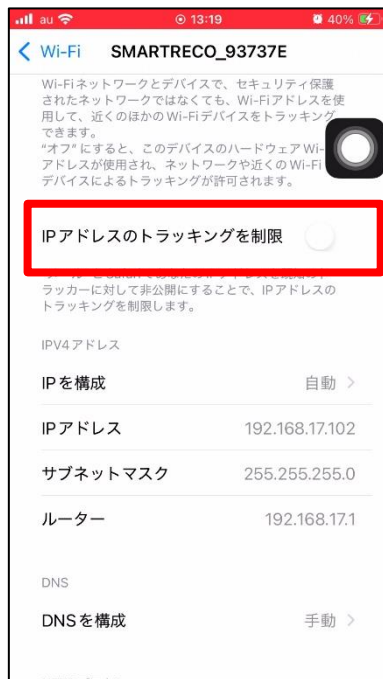 au 13:19 40%
Wi-Fi SMARTRECO_93737E
Wi-Fiネットワークとデバイスで、セキュリティ保護
されたネットワークではなくても、Wi-Fiアドレスを使
用して、近くのほかのWi-Fiデバイスをトラッキング
できます。
“オフ”にすると、このデバイスのハードウェアWi-
アドレスが使用され、ネットワークや近くのWi-Fi
デバイスによるトラッキングが許可されます。
IPアドレスのトラッキングを制限
ラッカーに対して非公開にすることで、IPアドレスの
トラッキングを制限します。
IPV4アドレス
IPを構成 自動
IPアドレス 192.168.17.102
サブネットマスク 255.255.255.0
ルーター 192.168.17.1
DNS
DNSを構成 手動